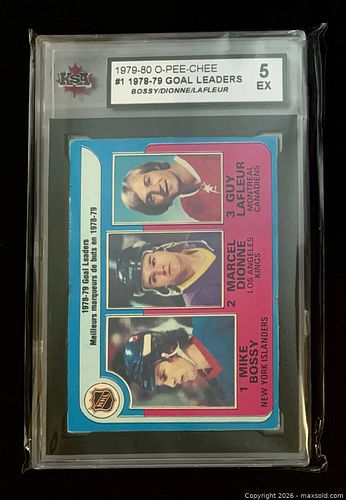 KSA
1979-80 O-PEE-CHEE
#1 1978-79 GOAL LEADERS
BOSSY/DIONNE/LAFLEUR
5
EX
1978-79 Goal Leaders
Meilleurs marqueurs de buts en 1978-79
NHL
1 MIKE
BOSSY
NEW YORK ISLANDERS
2 MARCEL
DIONNE
LOS ANGELES
KINGS
3 GUY
LAFLEUR
MONTREAL
CANADIENS
Copyright © 2026 - maxsold.com